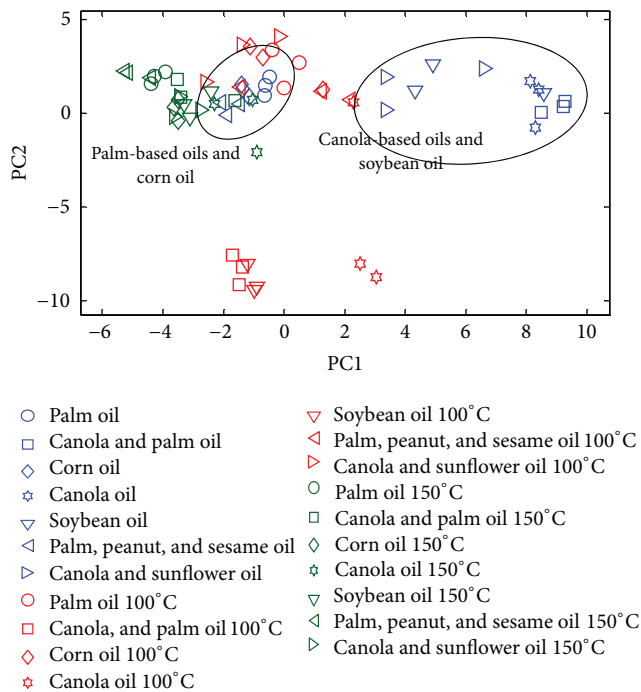 5
0
−5
−10
PC2
Palm-based oils and
corn oil
Canola-based oils and
soybean oil
−6 −4 −2 0 2 4 6 8 10
PC1
Palm oil
Canola and palm oil
Corn oil
Canola oil
Soybean oil
Palm, peanut, and sesame oil
Canola and sunflower oil
Palm oil 100°C
Canola, and palm oil 100°C
Corn oil 100°C
Canola oil 100°C
Soybean oil 100°C
Palm, peanut, and sesame oil 100°C
Canola and sunflower oil 100°C
Palm oil 150°C
Canola and palm oil 150°C
Corn oil 150°C
Canola oil 150°C
Soybean oil 150°C
Palm, peanut, and sesame oil 150°C
Canola and sunflower oil 150°C